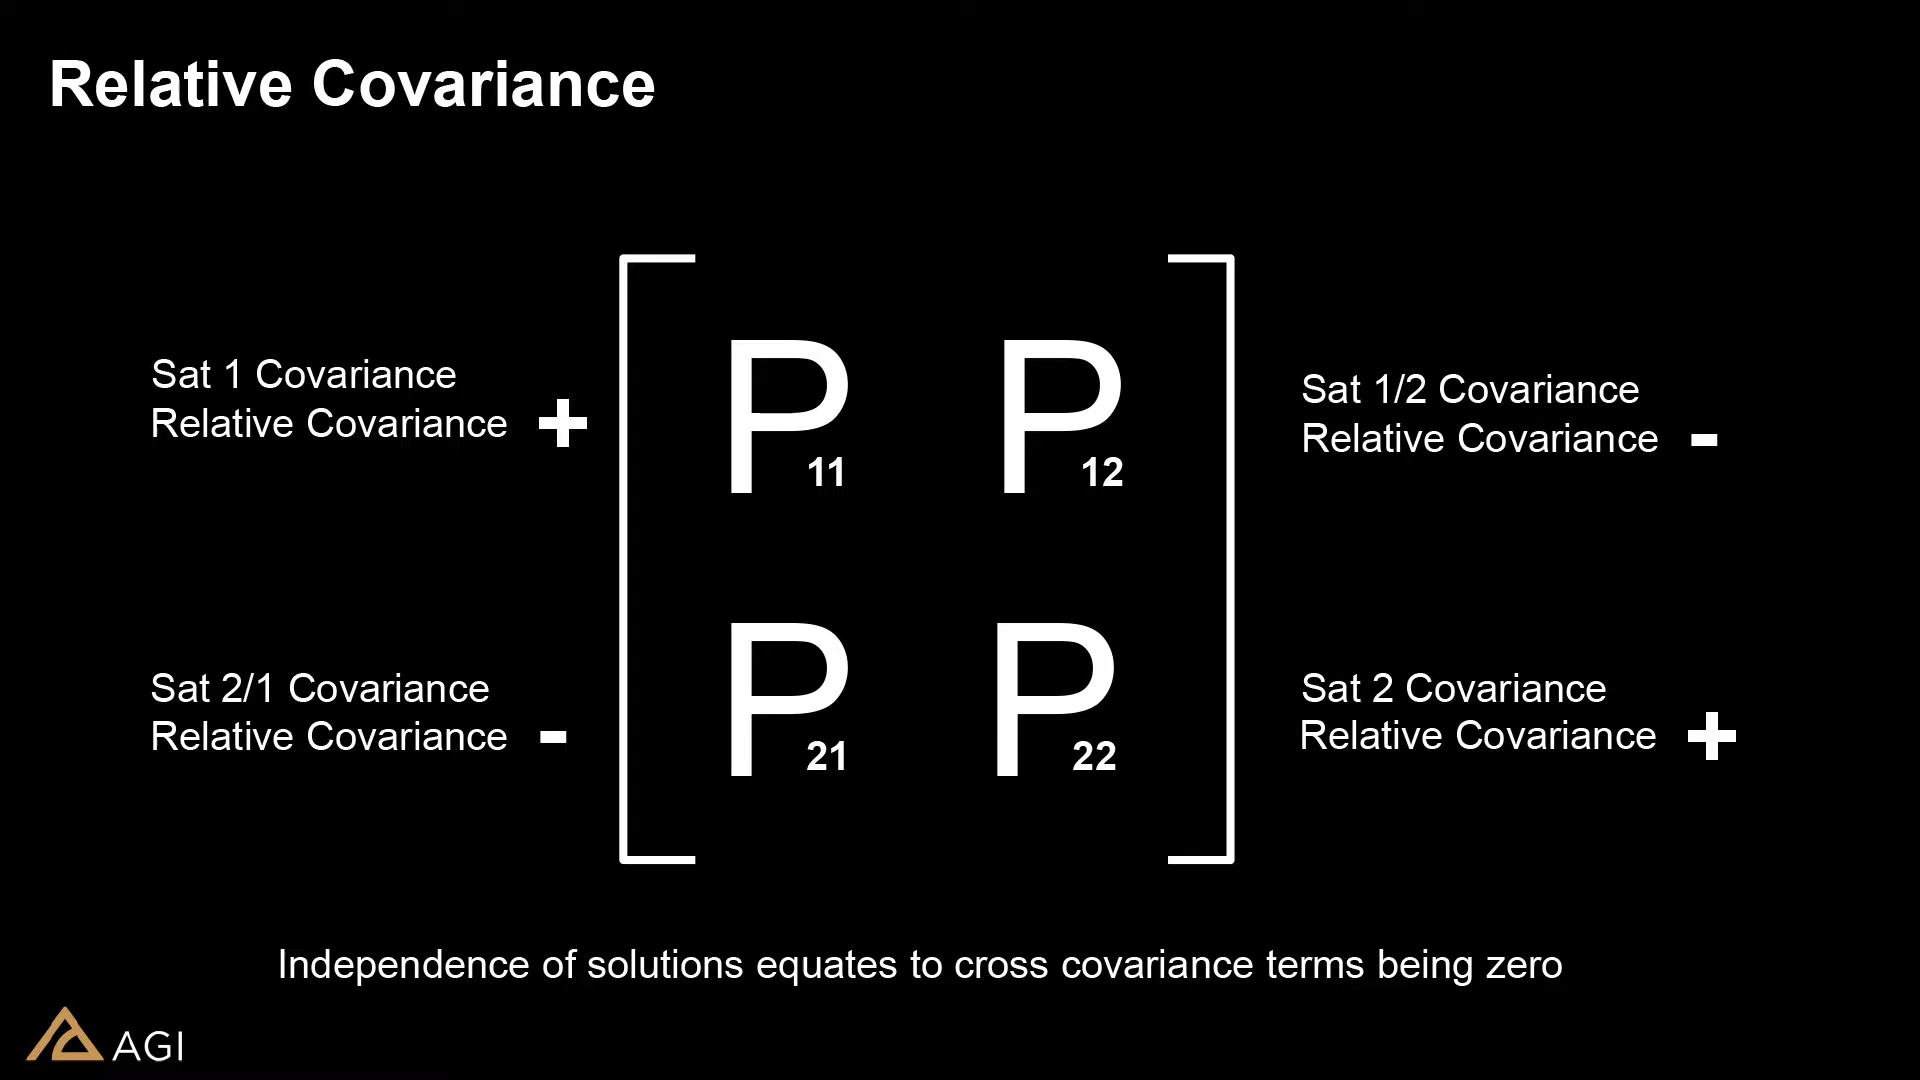 Relative Covariance
Sat 1 Covariance
Relative Covariance +
P11 P12
Sat 1/2 Covariance
Relative Covariance -
Sat 2/1 Covariance
Relative Covariance -
P21 P22
Sat 2 Covariance
Relative Covariance +
Independence of solutions equates to cross covariance terms being zero
AGI